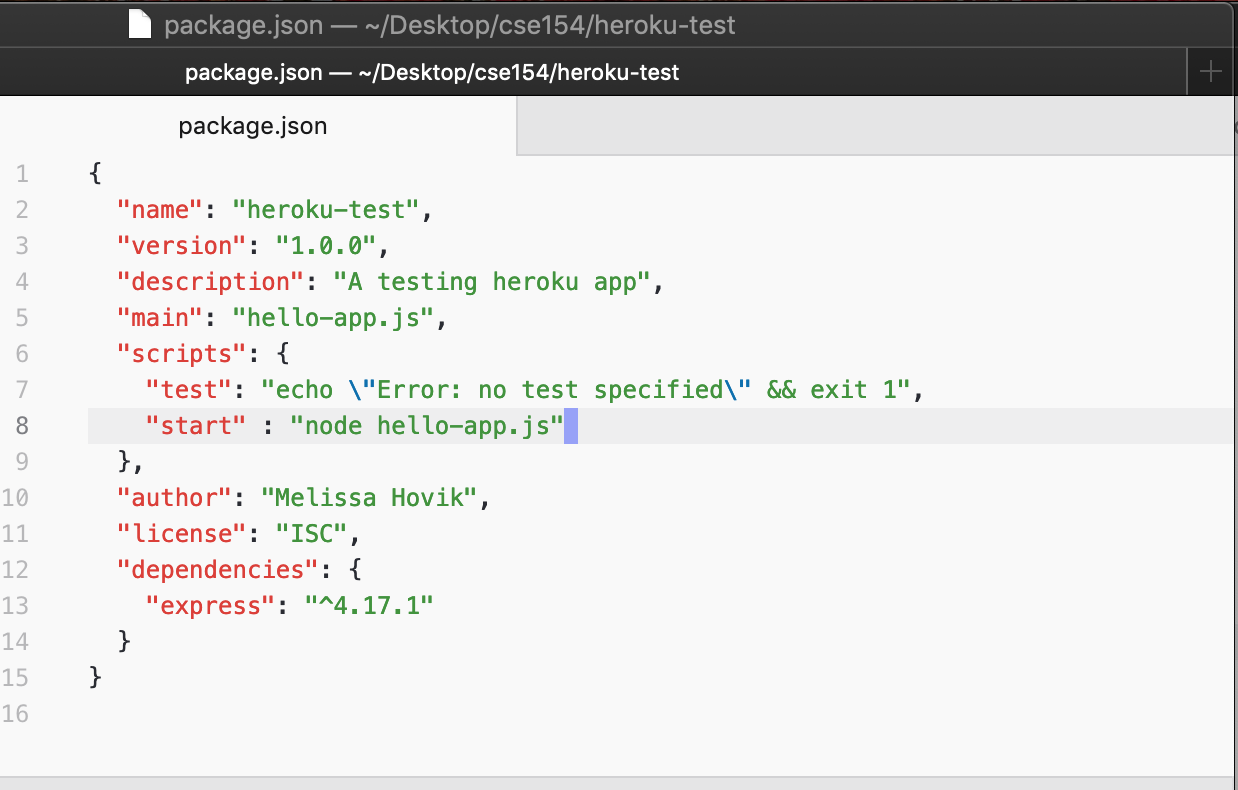 package.json — ~/Desktop/cse154/heroku-test
package.json — ~/Desktop/cse154/heroku-test
package.json
1 {
2   "name": "heroku-test",
3   "version": "1.0.0",
4   "description": "A testing heroku app",
5   "main": "hello-app.js",
6   "scripts": {
7     "test": "echo \"Error: no test specified\" && exit 1",
8     "start" : "node hello-app.js"
9   },
10   "author": "Melissa Hovik",
11   "license": "ISC",
12   "dependencies": {
13     "express": "^4.17.1"
14   }
15 }
16